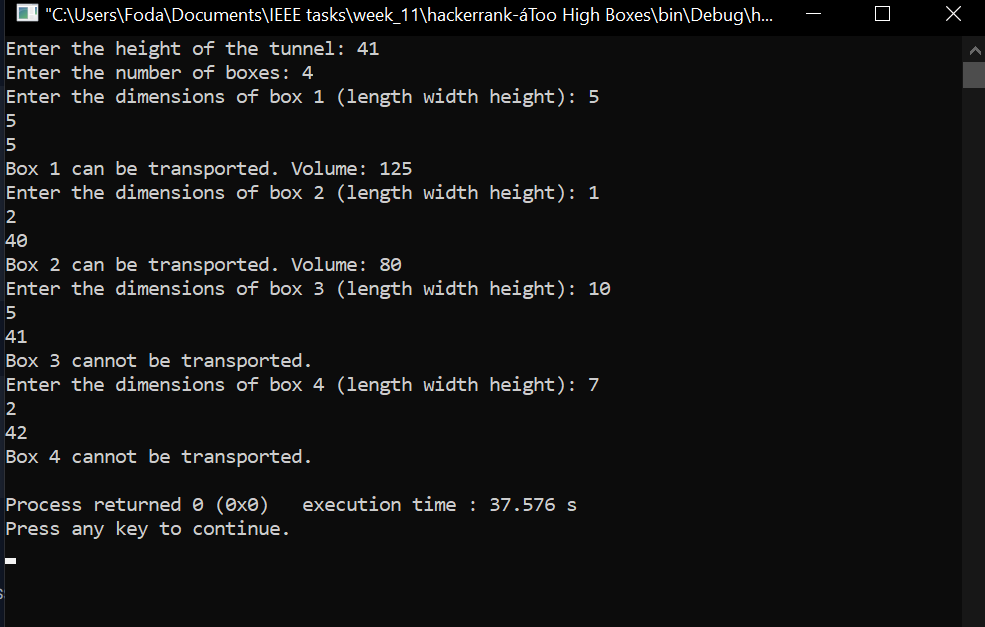 "C:\Users\Foda\Documents\IEEE tasks\week_11\hackerrank-áToo High Boxes\bin\Debug\h...
Enter the height of the tunnel: 41
Enter the number of boxes: 4
Enter the dimensions of box 1 (length width height): 5
5
5
Box 1 can be transported. Volume: 125
Enter the dimensions of box 2 (length width height): 1
2
40
Box 2 can be transported. Volume: 80
Enter the dimensions of box 3 (length width height): 10
5
41
Box 3 cannot be transported.
Enter the dimensions of box 4 (length width height): 7
2
42
Box 4 cannot be transported.
Process returned 0 (0x0)   execution time : 37.576 s
Press any key to continue.